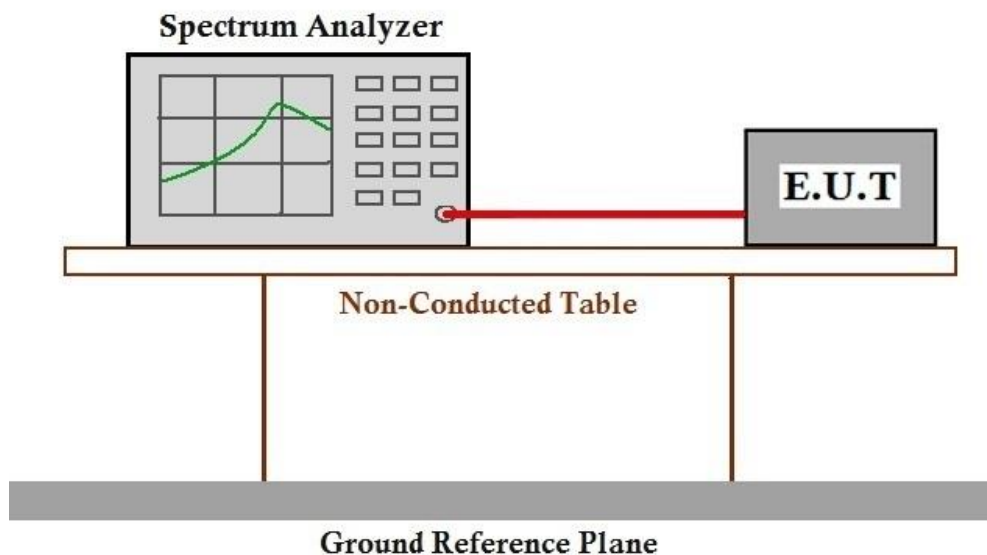 Spectrum Analyzer
E.U.T
Non-Conducted Table
Ground Reference Plane